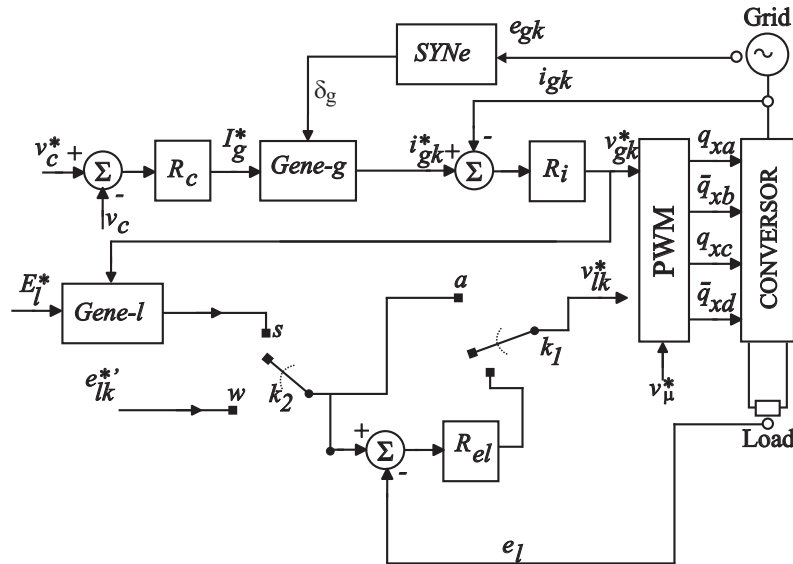 Grid
e_gk
SYNe
i_gk
δ_g
-
v_c^* +
Σ
-
v_c
R_c
I_g^*
Gene-g
i_gk^* +
Σ
R_i
v_gk^*
PWM
q_xa
q̄_xb
q_xc
q̄_xd
CONVERSOR
E_l^*
Gene-l
s
a
v_lk^*
k_1
e_lk^*'
w
k_2
v_μ^*
+
Σ
-
R_el
Load
e_l